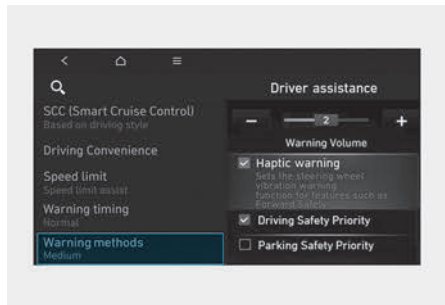 Driver assistance
SCC (Smart Cruise Control)
Based on driving style
Driving Convenience
Speed limit
Speed limit assist
Warning timing
Normal
Warning methods
Medium
2
Warning Volume
Haptic warning
Sets the steering wheel
vibration warning
function for features such as
Forward Safety
Driving Safety Priority
Parking Safety Priority